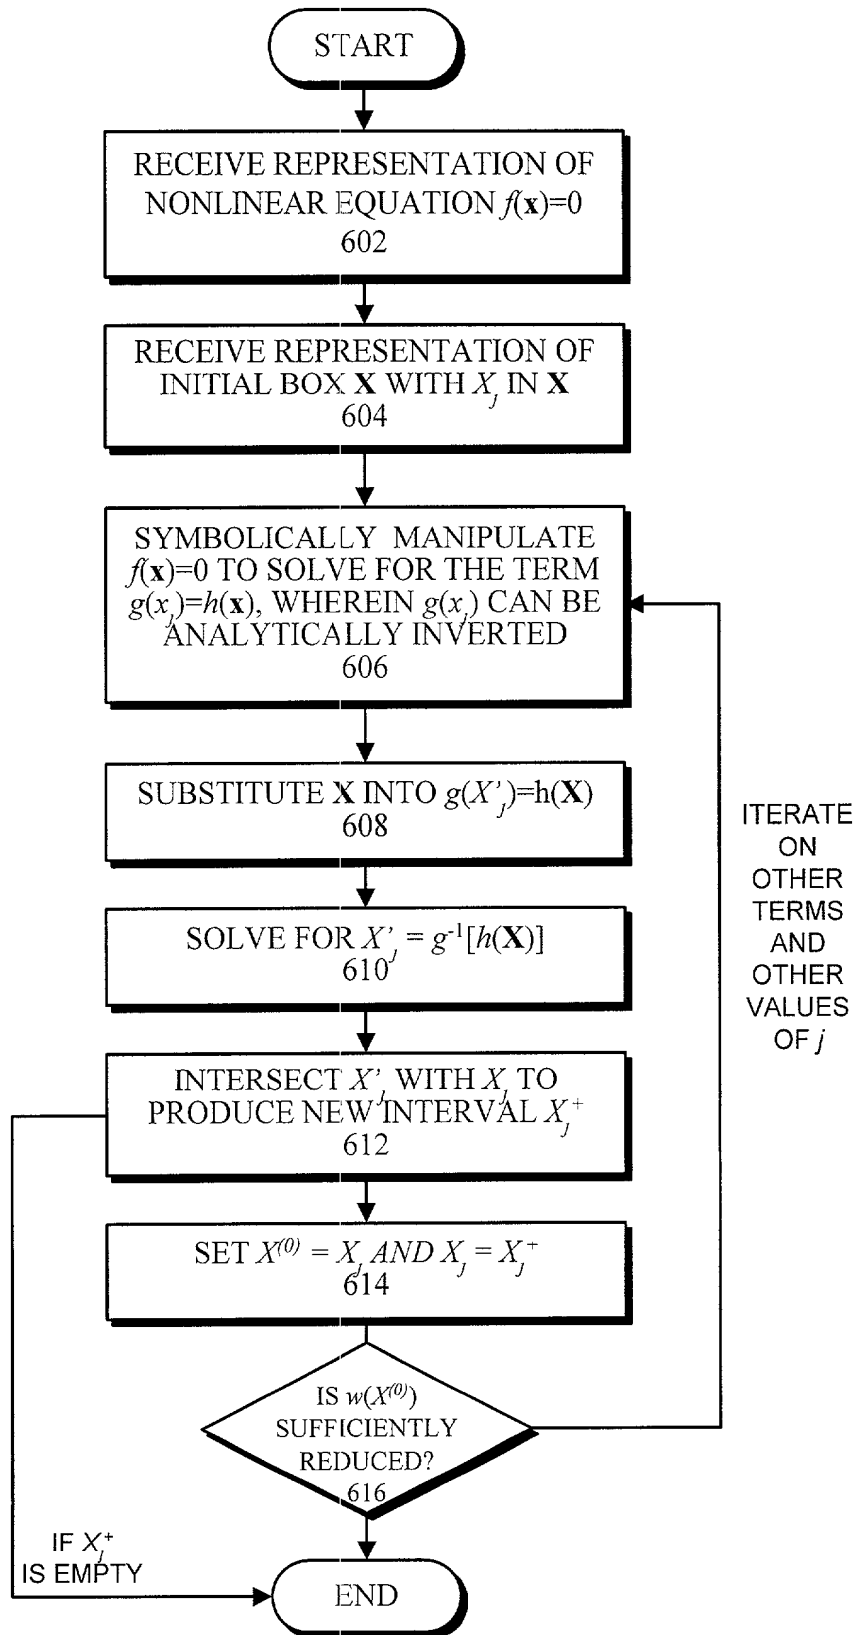 START
RECEIVE REPRESENTATION OF
NONLINEAR EQUATION f(x)=0
602
RECEIVE REPRESENTATION OF
INITIAL BOX X WITH Xj IN X
604
SYMBOLICALLY MANIPULATE
f(x)=0 TO SOLVE FOR THE TERM
g(xj)=h(x), WHEREIN g(xj) CAN BE
ANALYTICALLY INVERTED
606
SUBSTITUTE X INTO g(X'j)=h(X)
608
SOLVE FOR X'j = g-1[h(X)]
610
INTERSECT X'j WITH Xj TO
PRODUCE NEW INTERVAL Xj+
612
SET X(0) = Xj AND Xj = Xj+
614
IS w(X(0))
SUFFICIENTLY
REDUCED?
616
ITERATE
ON
OTHER
TERMS
AND
OTHER
VALUES
OF j
IF Xj+
IS EMPTY
END